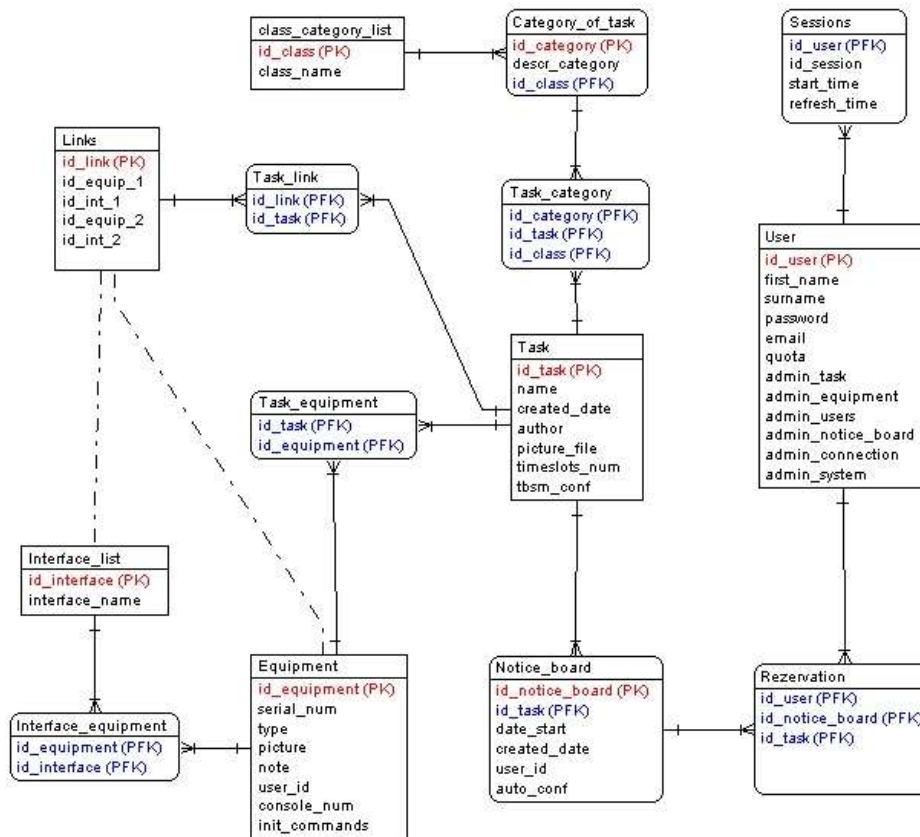 class_category_list
id_class (PK)
class_name
Category_of_task
id_category (PK)
descr_category
id_class (PFK)
Sessions
id_user (PFK)
id_session
start_time
refresh_time
Links
id_link (PK)
id_equip_1
id_int_1
id_equip_2
id_int_2
Task_link
id_link (PFK)
id_task (PFK)
Task_category
id_category (PFK)
id_task (PFK)
id_class (PFK)
User
id_user (PK)
first_name
surname
password
email
quota
admin_task
admin_equipment
admin_users
admin_notice_board
admin_connection
admin_system
Task
id_task (PK)
name
created_date
author
picture_file
timeslots_num
tbsm_conf
Task_equipment
id_task (PFK)
id_equipment (PFK)
Interface_list
id_interface (PK)
interface_name
Interface_equipment
id_equipment (PFK)
id_interface (PFK)
Equipment
id_equipment (PK)
serial_num
type
picture
note
user_id
console_num
init_commands
Notice_board
id_notice_board (PK)
id_task (PFK)
date_start
created_date
user_id
auto_conf
Rezervation
id_user (PFK)
id_notice_board (PFK)
id_task (PFK)